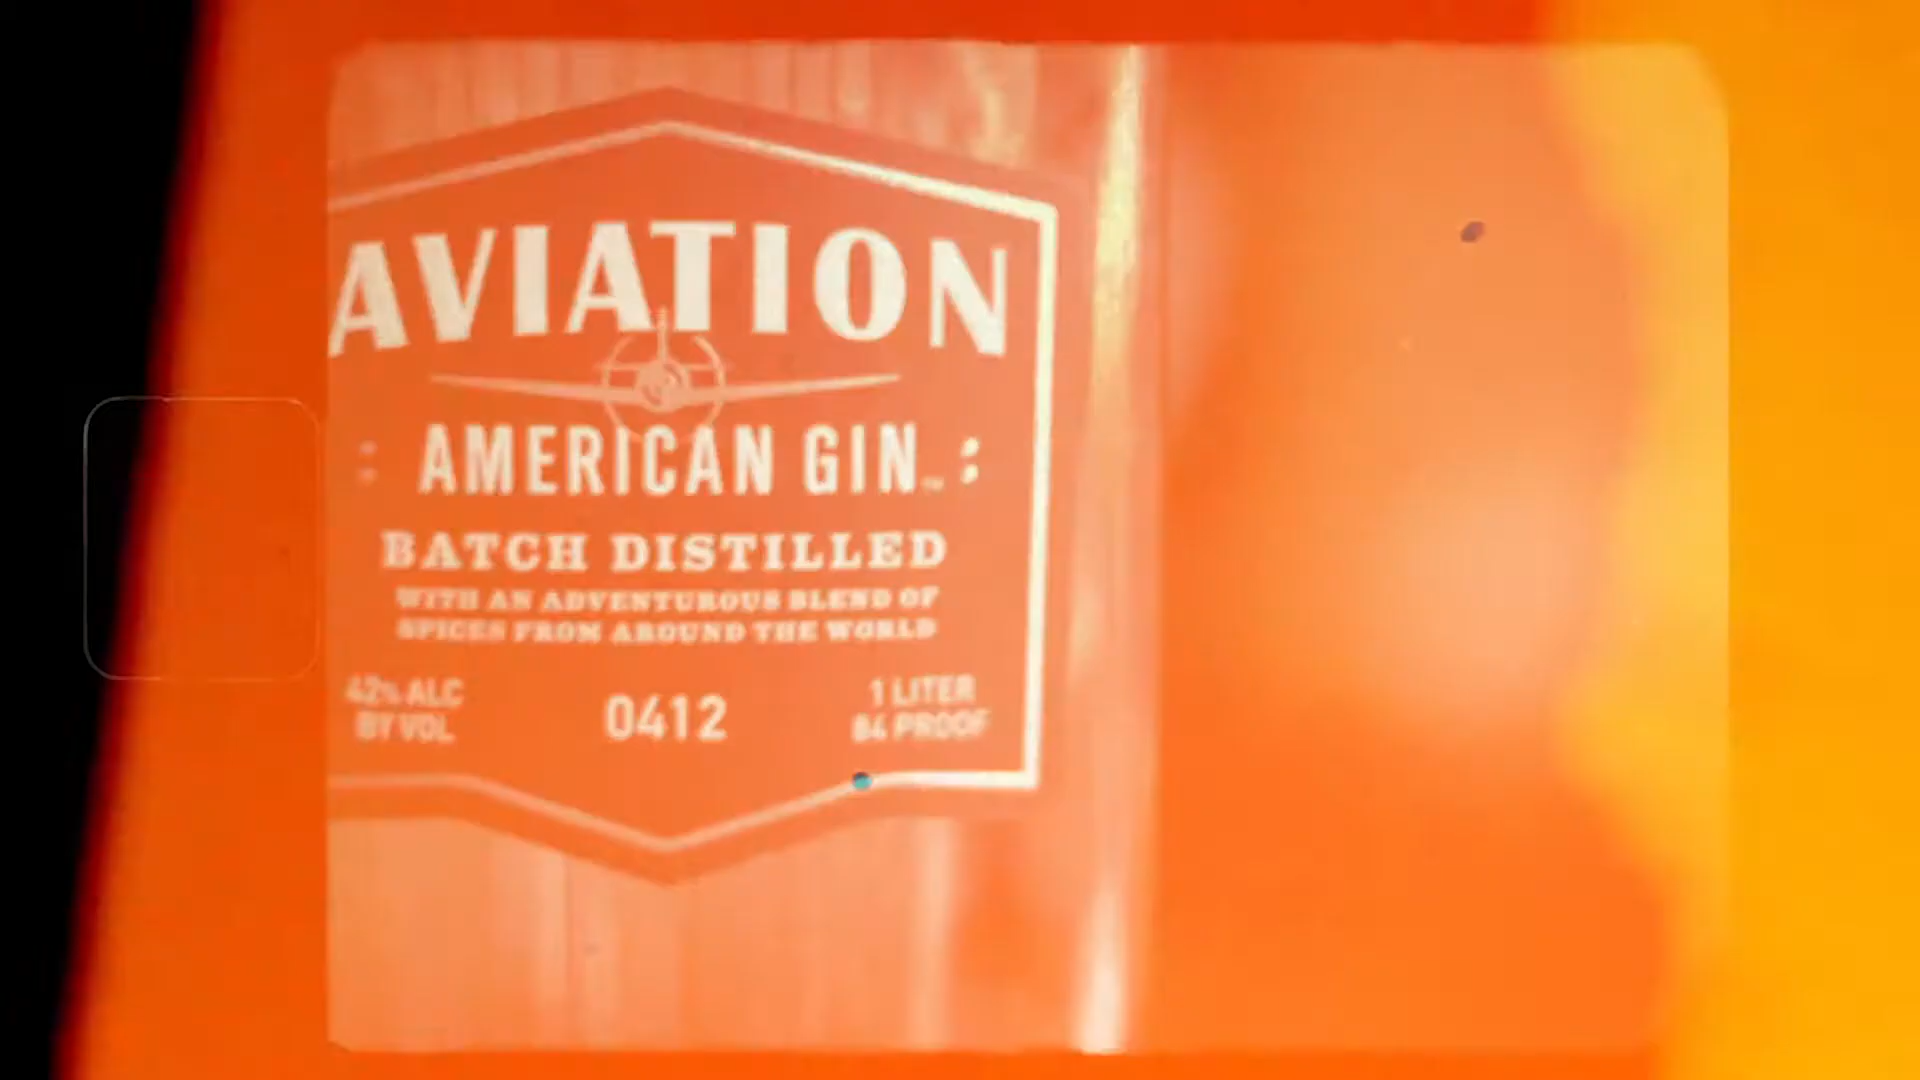 AVIATION
: AMERICAN GIN™ :
BATCH DISTILLED
WITH AN ADVENTUROUS BLEND OF
SPICES FROM AROUND THE WORLD
42% ALC
BY VOL
0412
1 LITER
84 PROOF